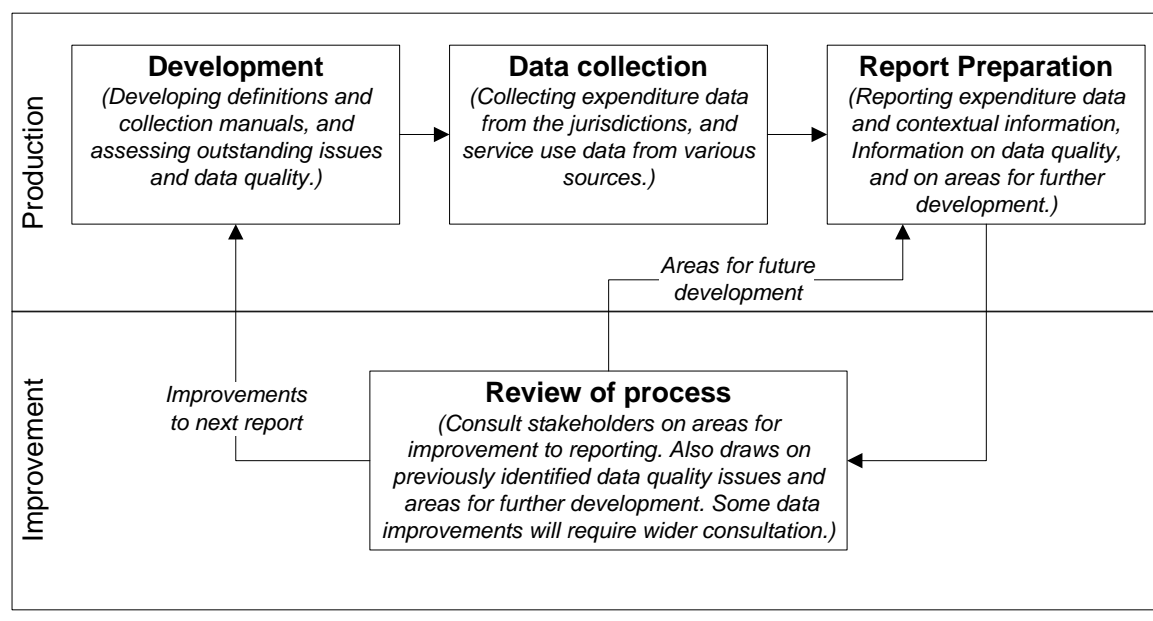 Production
Development
(Developing definitions and
collection manuals, and
assessing outstanding issues
and data quality.)
Data collection
(Collecting expenditure data
from the jurisdictions, and
service use data from various
sources.)
Report Preparation
(Reporting expenditure data
and contextual information,
Information on data quality,
and on areas for further
development.)
Areas for future
development
Improvement
Improvements
to next report
Review of process
(Consult stakeholders on areas for
improvement to reporting. Also draws on
previously identified data quality issues and
areas for further development. Some data
improvements will require wider consultation.)